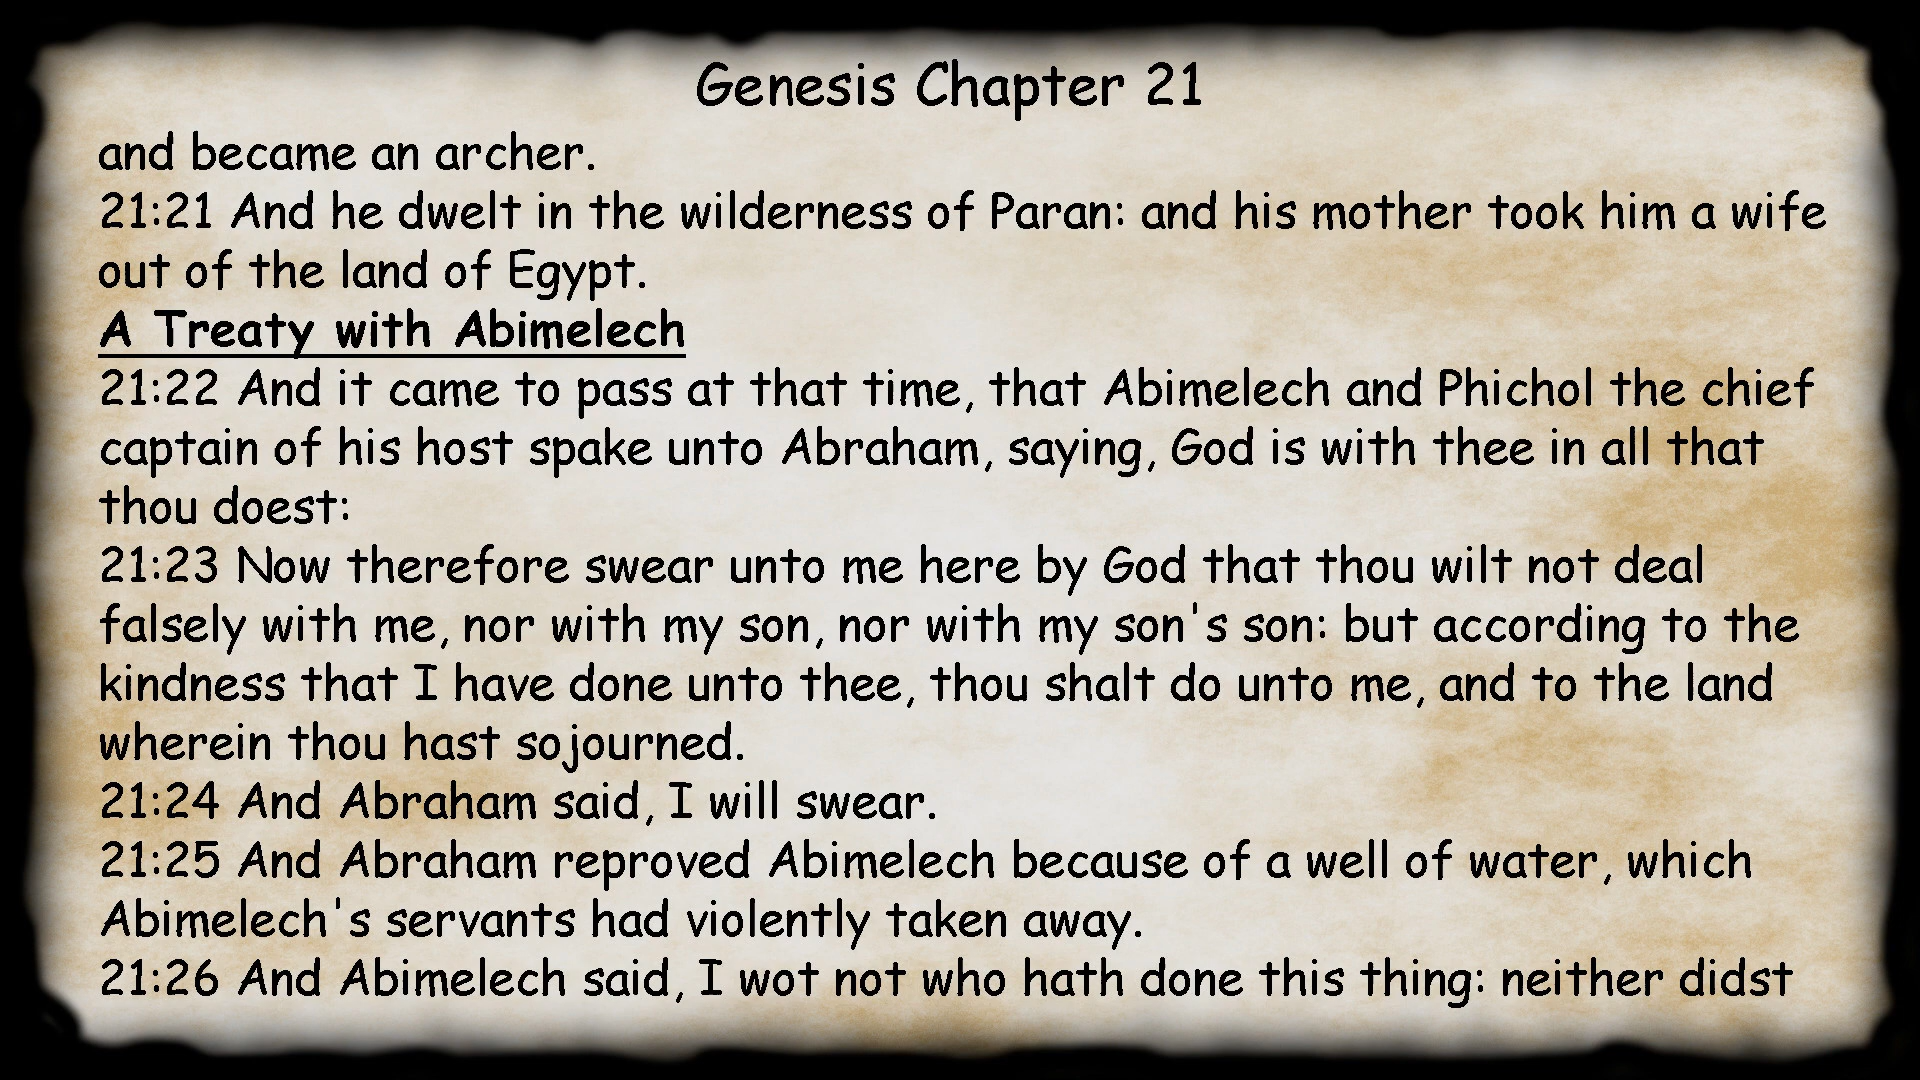 Genesis Chapter 21
and became an archer.
21:21 And he dwelt in the wilderness of Paran: and his mother took him a wife
out of the land of Egypt.
A Treaty with Abimelech
21:22 And it came to pass at that time, that Abimelech and Phichol the chief
captain of his host spake unto Abraham, saying, God is with thee in all that
thou doest:
21:23 Now therefore swear unto me here by God that thou wilt not deal
falsely with me, nor with my son, nor with my son's son: but according to the
kindness that I have done unto thee, thou shalt do unto me, and to the land
wherein thou hast sojourned.
21:24 And Abraham said, I will swear.
21:25 And Abraham reproved Abimelech because of a well of water, which
Abimelech's servants had violently taken away.
21:26 And Abimelech said, I wot not who hath done this thing: neither didst